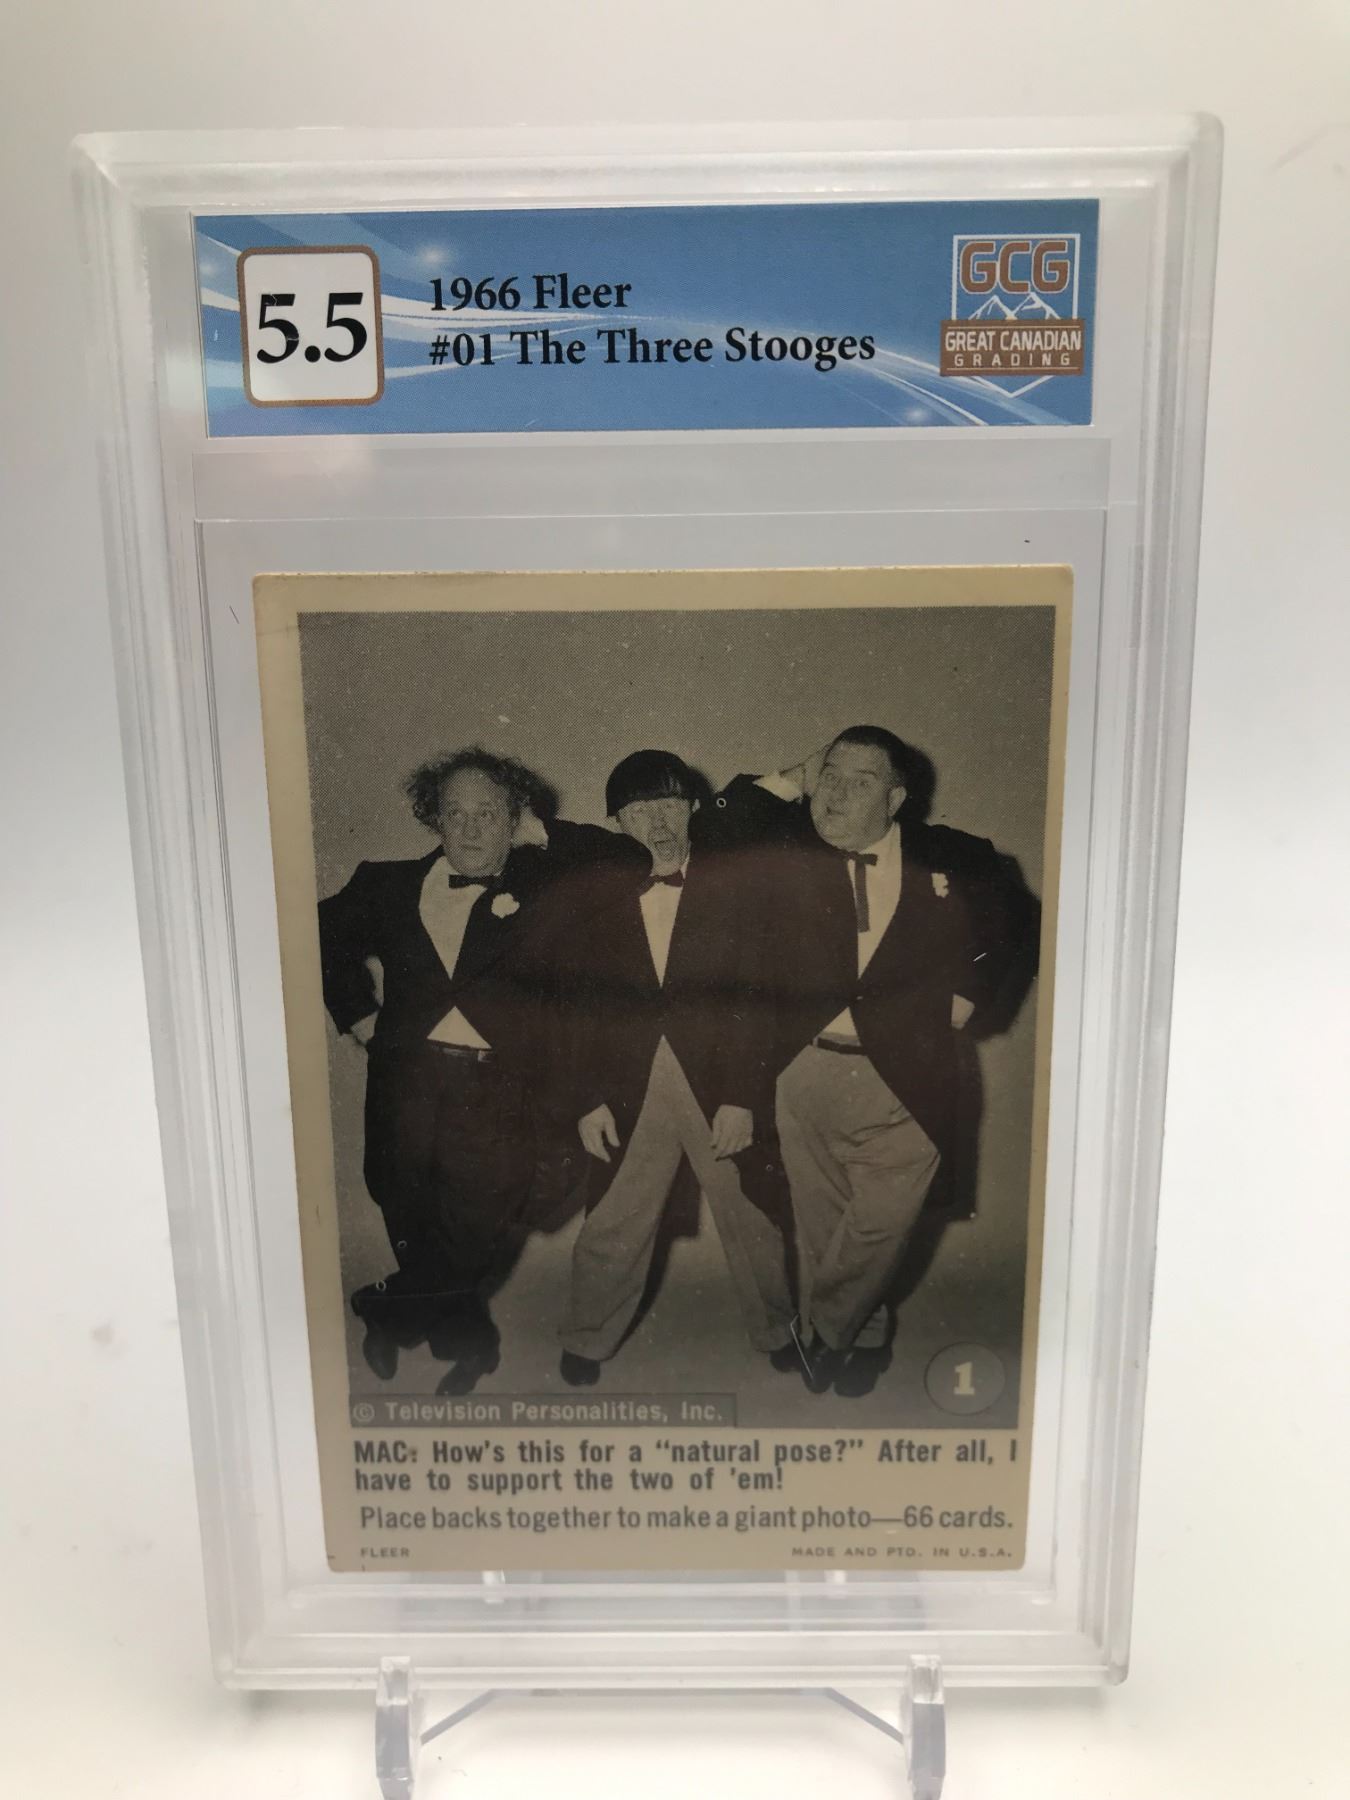 5.5
1966 Fleer
#01 The Three Stooges
GCG
GREAT CANADIAN
GRADING
1
© Television Personalities, Inc.
MAC: How's this for a "natural pose?" After all, I
have to support the two of 'em!
Place backs together to make a giant photo—66 cards.
FLEER MADE AND PTD. IN U.S.A.